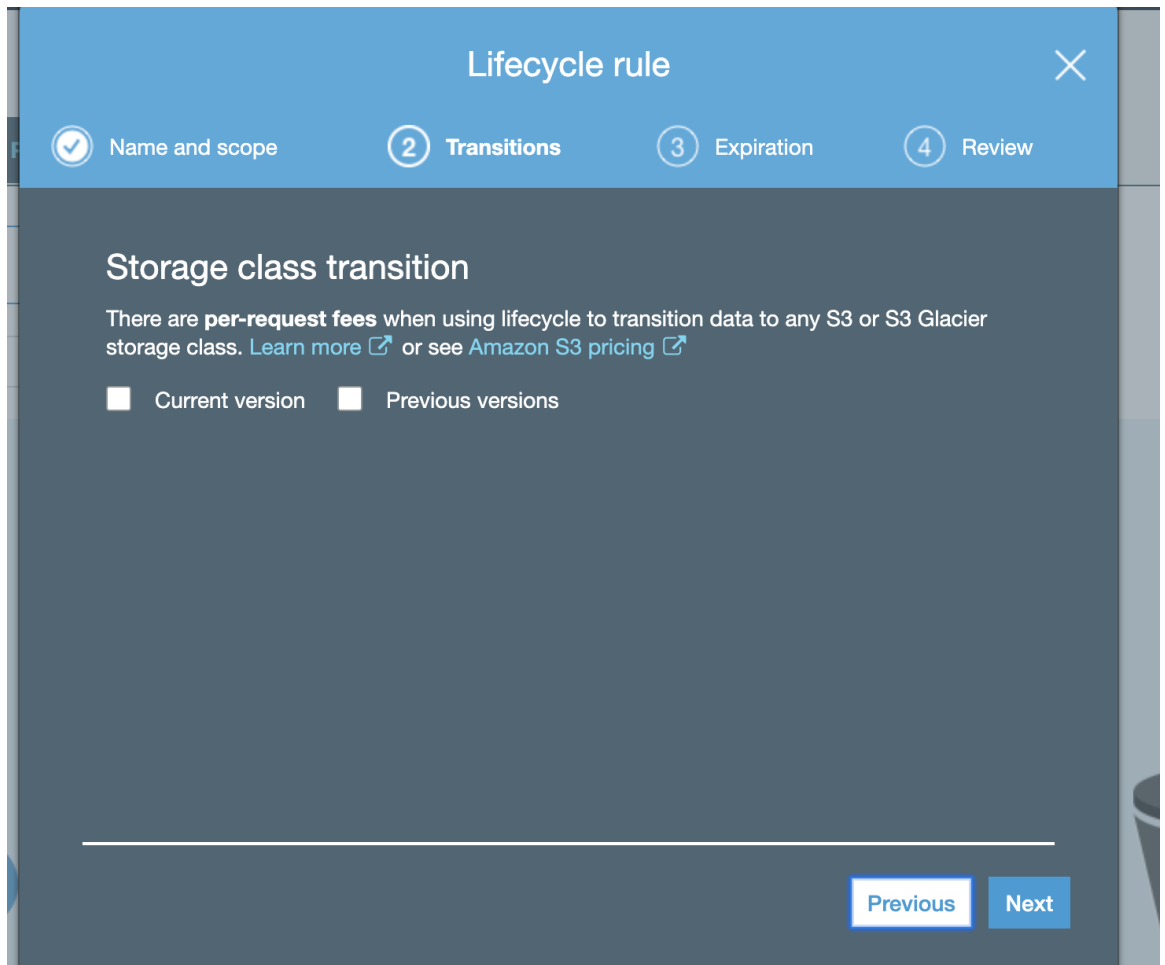 Lifecycle rule
Name and scope
2 Transitions
3 Expiration
4 Review
Storage class transition
There are per-request fees when using lifecycle to transition data to any S3 or S3 Glacier
storage class. Learn more or see Amazon S3 pricing
Current version Previous versions
Previous Next